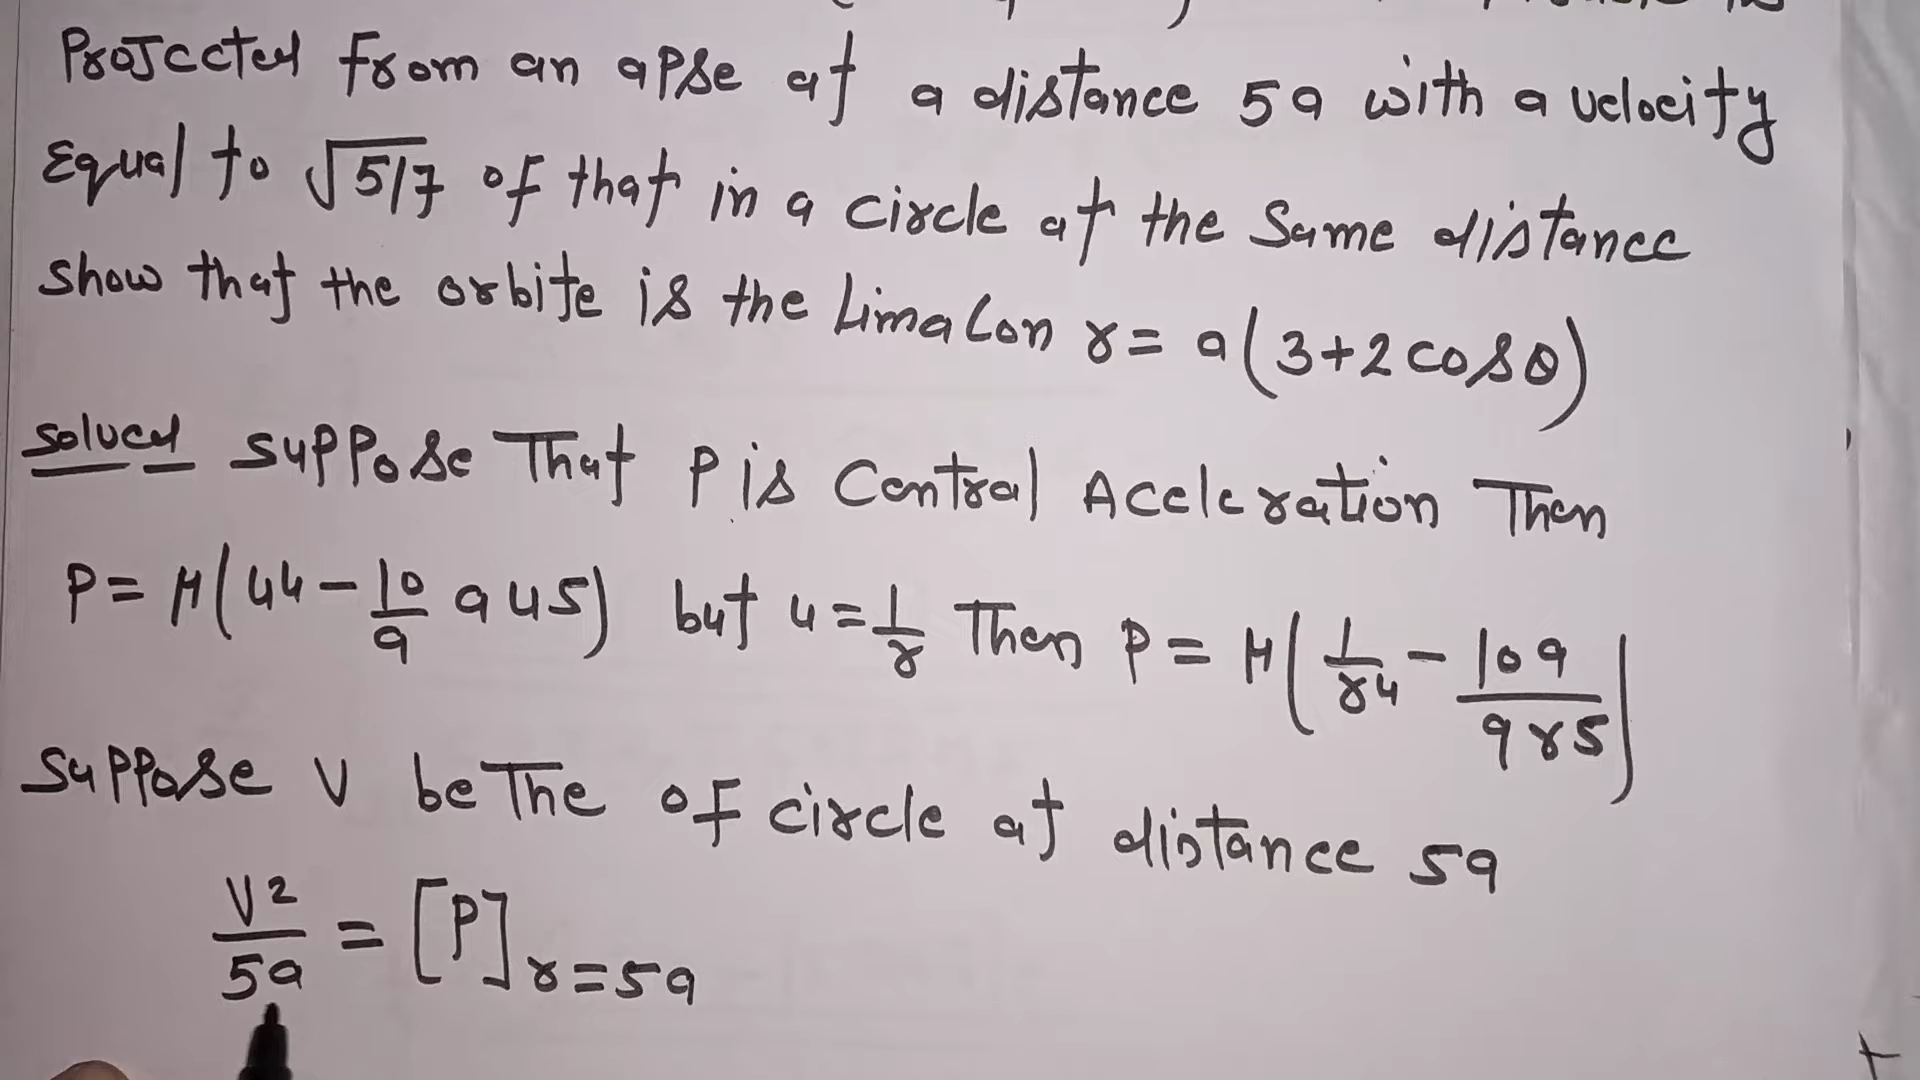 Projected from an apse at a distance 5a with a velocity
Equal to √5/7 of that in a circle at the same distance
show that the orbite is the Limacon r = a(3+2cosθ)
solved suppose That P is Central Acceleration Then
P = μ(u4 - 10/9 a u5) but u = 1/r Then P = μ(1/r4 - 10a/9r5)
suppose V be The of circle at distance 5a
V2/5a = [P]r=5a